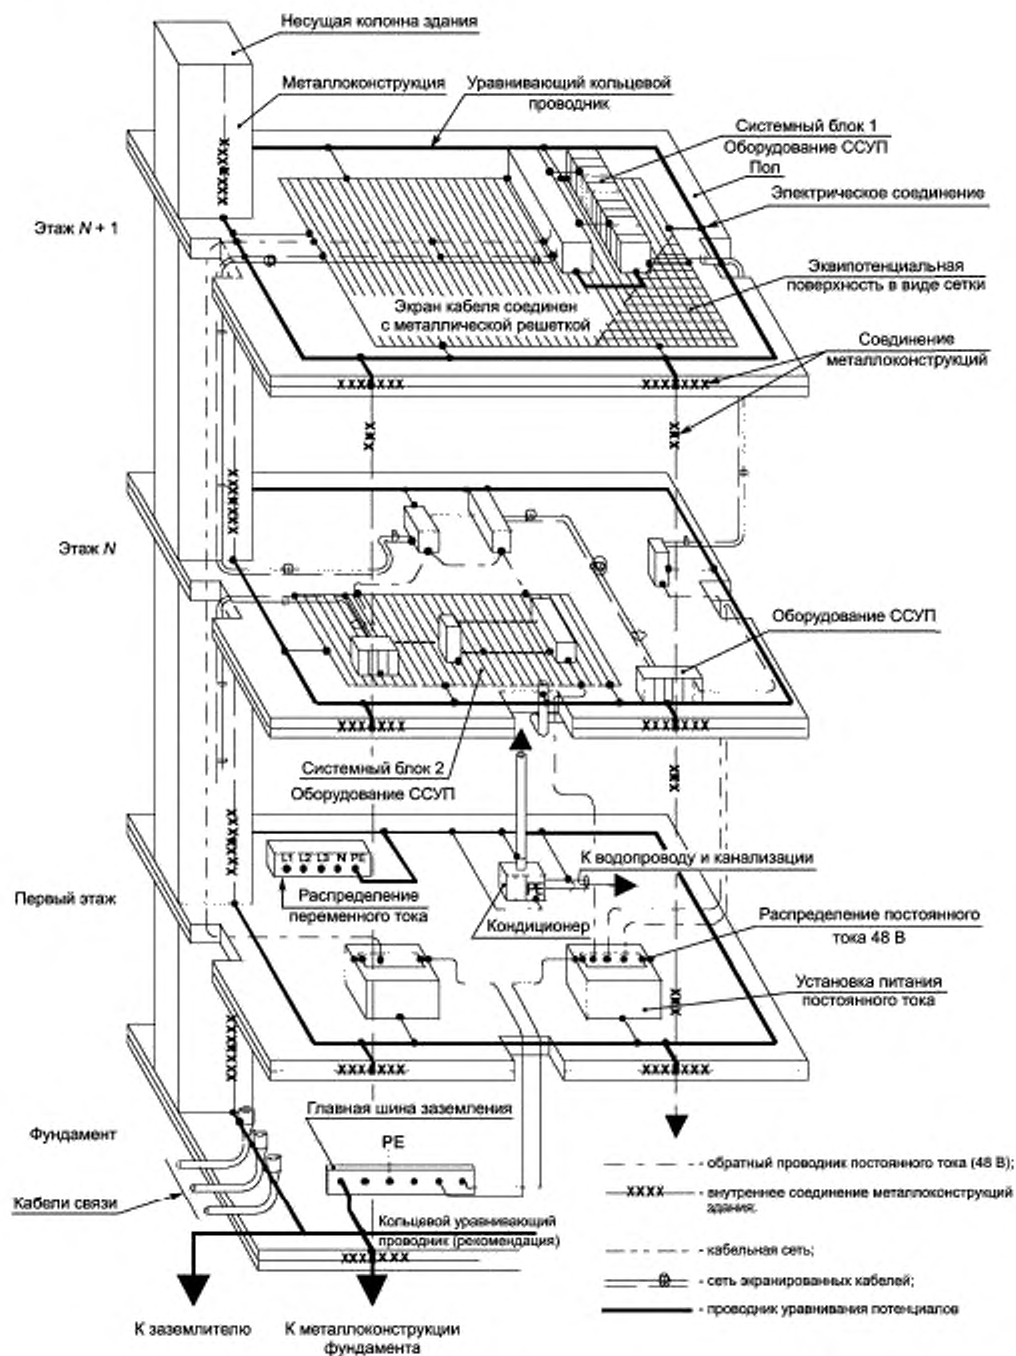 Несущая колонна здания
Металлоконструкция
Уравнивающий кольцевой
проводник
Системный блок 1
Оборудование ССУП
Пол
Электрическое соединение
Этаж N + 1
Эквипотенциальная
поверхность в виде сетки
Экран кабеля соединен
с металлической решеткой
Соединение
металлоконструкций
Этаж N
Оборудование ССУП
Системный блок 2
Оборудование ССУП
L1 L2 L3 N PE
К водопроводу и канализации
PE
Первый этаж
Распределение
переменного тока
Кондиционер
Распределение постоянного
тока 48 В
Установка питания
постоянного тока
Главная шина заземления
PE
Фундамент
Кабели связи
Кольцевой уравнивающий
проводник (рекомендация)
К заземлителю
К металлоконструкции
фундамента
- обратный проводник постоянного тока (48 В);
- внутреннее соединение металлоконструкций
здания;
- кабельная сеть;
- сеть экранированных кабелей;
- проводник уравнивания потенциалов